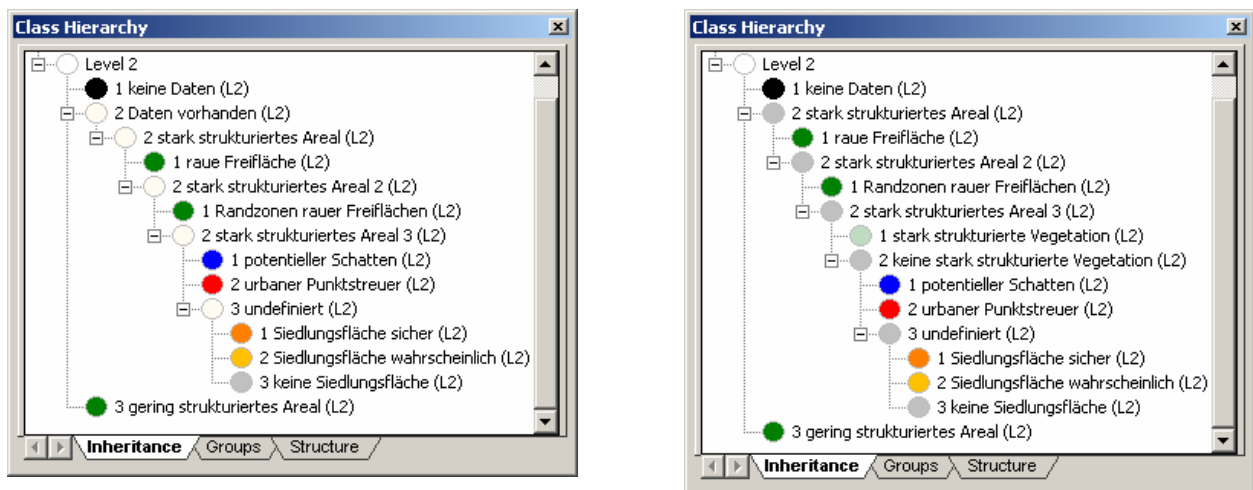 Class Hierarchy
Level 2
1 keine Daten (L2)
2 Daten vorhanden (L2)
2 stark strukturiertes Areal (L2)
1 raue Freifläche (L2)
2 stark strukturiertes Areal 2 (L2)
1 Randzonen rauer Freiflächen (L2)
2 stark strukturiertes Areal 3 (L2)
1 potentieller Schatten (L2)
2 urbaner Punktstreuer (L2)
3 undefiniert (L2)
1 Siedlungsfläche sicher (L2)
2 Siedlungsfläche wahrscheinlich (L2)
3 keine Siedlungsfläche (L2)
3 gering strukturiertes Areal (L2)
Inheritance Groups Structure
Class Hierarchy
Level 2
1 keine Daten (L2)
2 stark strukturiertes Areal (L2)
1 raue Freifläche (L2)
2 stark strukturiertes Areal 2 (L2)
1 Randzonen rauer Freiflächen (L2)
2 stark strukturiertes Areal 3 (L2)
1 stark strukturierte Vegetation (L2)
2 keine stark strukturierte Vegetation (L2)
1 potentieller Schatten (L2)
2 urbaner Punktstreuer (L2)
3 undefiniert (L2)
1 Siedlungsfläche sicher (L2)
2 Siedlungsfläche wahrscheinlich (L2)
3 keine Siedlungsfläche (L2)
3 gering strukturiertes Areal (L2)
Inheritance Groups Structure